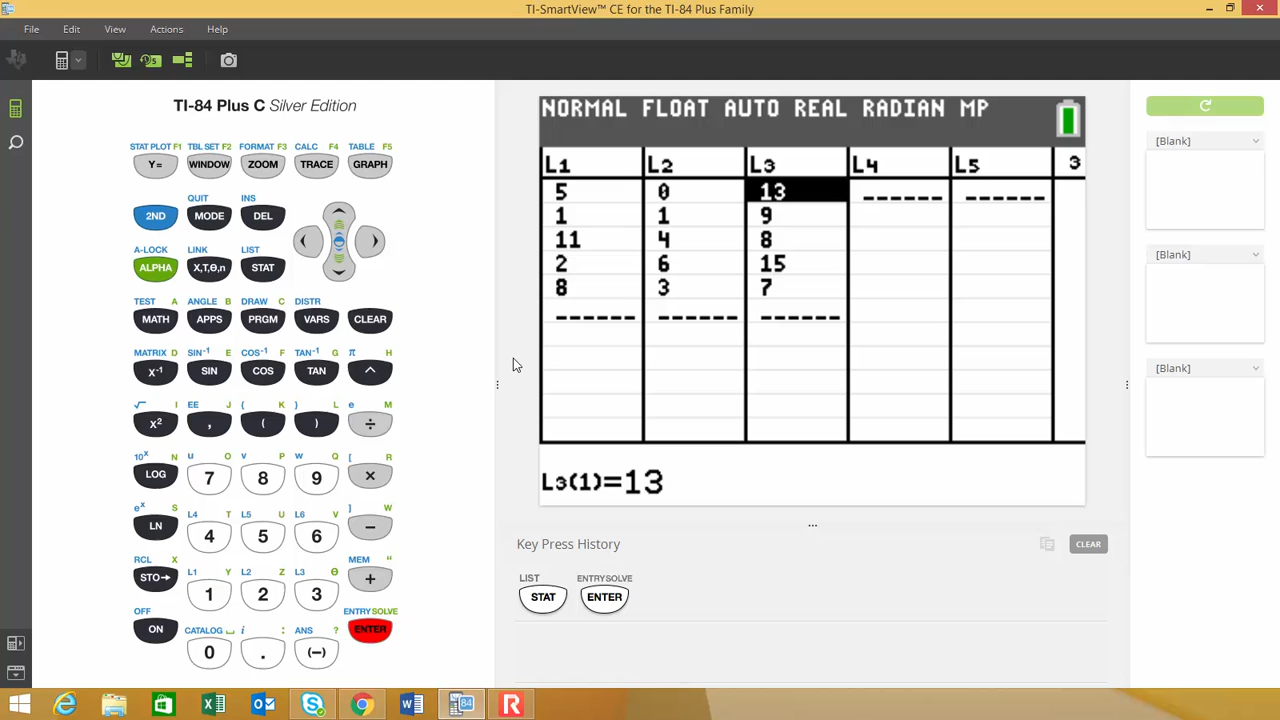 TI-SmartView™ CE for the TI-84 Plus Family
File Edit View Actions Help
TI-84 Plus C Silver Edition
STAT PLOT F1 TBL SET F2 FORMAT F3 CALC F4 TABLE F5
Y= WINDOW ZOOM TRACE GRAPH
QUIT INS
2ND MODE DEL
A-LOCK LINK LIST
ALPHA X,T,Θ,n STAT
TEST A ANGLE B DRAW C DISTR
MATH APPS PRGM VARS CLEAR
MATRIX D SIN⁻¹ E COS⁻¹ F TAN⁻¹ G π H
x⁻¹ SIN COS TAN ^
√ I EE J { K } L e M
x² , ( ) ÷
10ˣ N u O v P w Q [ R
LOG 7 8 9 ×
eˣ S L4 T L5 U L6 V ] W
LN 4 5 6 −
RCL X L1 Y L2 Z L3 Θ MEM “
STO→ 1 2 3 +
OFF CATALOG ␣ i : ANS ? ENTRY SOLVE
ON 0 . (−) ENTER
NORMAL FLOAT AUTO REAL RADIAN MP
L1 L2 L3 L4 L5 3
5 0 13 ------ ------
1 1 9
11 4 8
2 6 15
8 3 7
------ ------ ------
L3(1)=13
Key Press History CLEAR
LIST ENTRY SOLVE
STAT ENTER
[Blank]
[Blank]
[Blank]